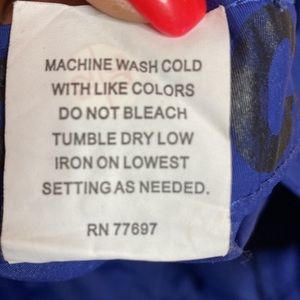 MACHINE WASH COLD
WITH LIKE COLORS
DO NOT BLEACH
TUMBLE DRY LOW
IRON ON LOWEST
SETTING AS NEEDED.
RN 77697